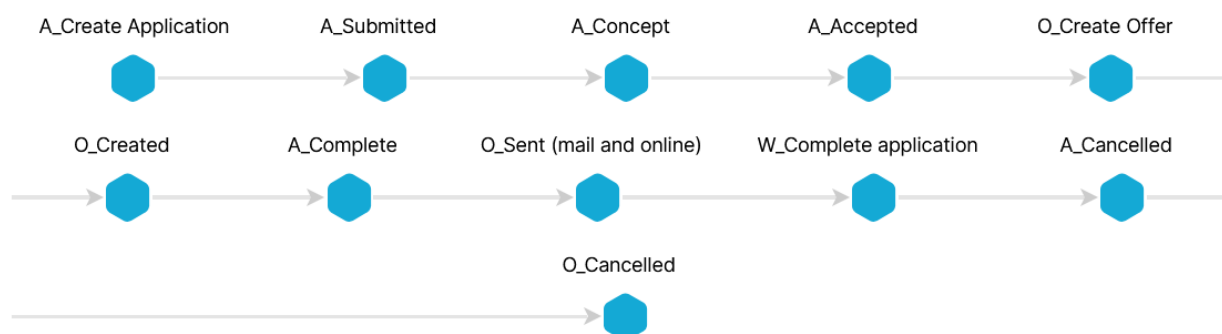 A_Create Application A_Submitted A_Concept A_Accepted O_Create Offer
O_Created A_Complete O_Sent (mail and online) W_Complete application A_Cancelled
O_Cancelled